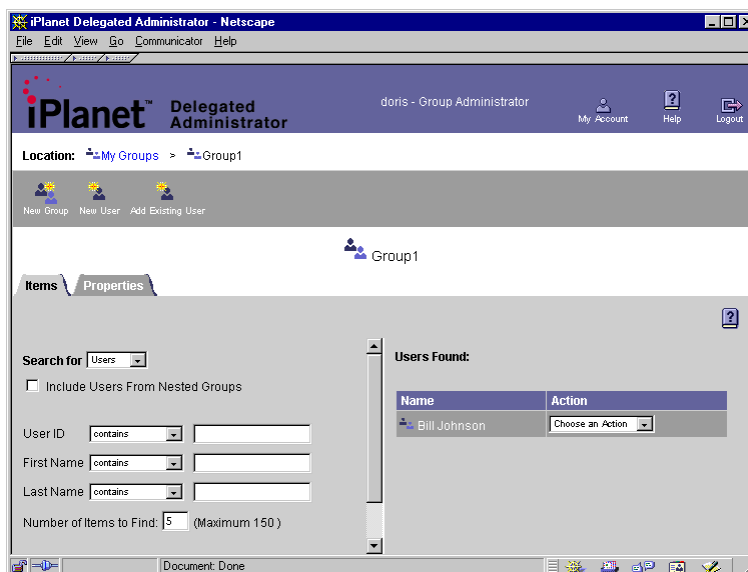 iPlanet Delegated Administrator - Netscape
File Edit View Go Communicator Help
iPlanet™ Delegated Administrator
doris - Group Administrator
My Account Help Logout
Location: My Groups > Group1
New Group New User Add Existing User
Group1
Items Properties
Search for Users
Include Users From Nested Groups
User ID contains
First Name contains
Last Name contains
Number of Items to Find: 5 (Maximum 150 )
Users Found:
Name Action
Bill Johnson Choose an Action
Document: Done